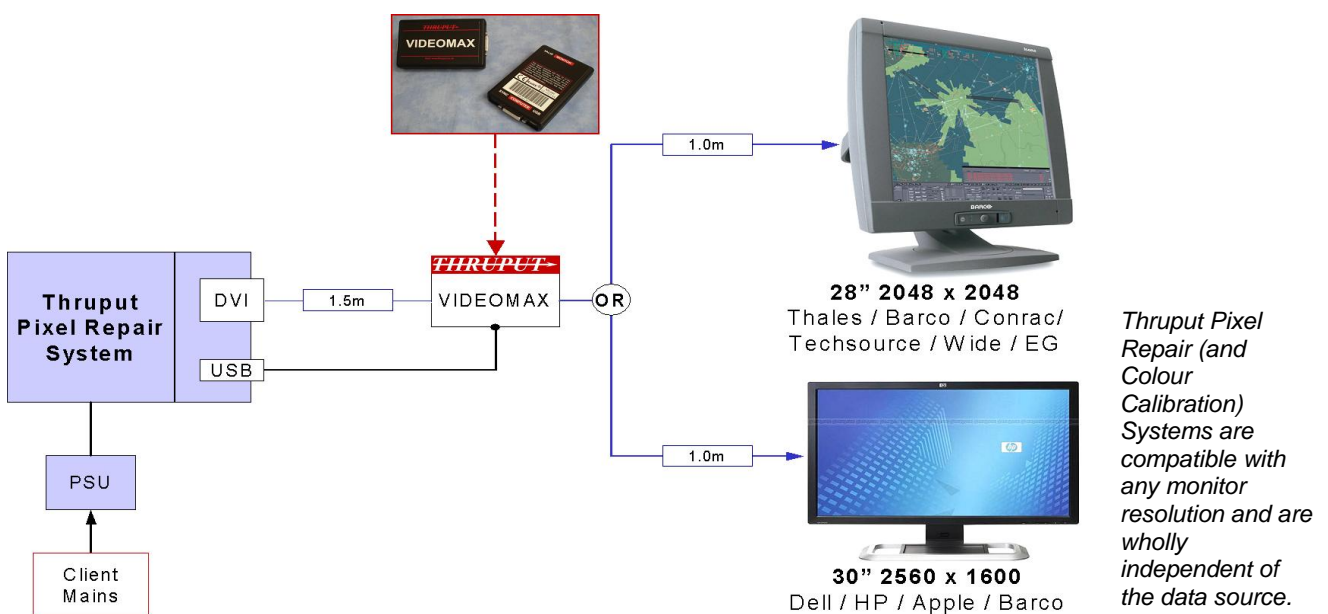 THRUPUT
VIDEOMAX
COMPUTER
1.0m
BARCO
THRUPUT
Thruput
Pixel Repair
System
DVI
1.5m
VIDEOMAX
OR
USB
28” 2048 x 2048
Thales / Barco / Conrac/
Techsource / Wide / EG
Thruput Pixel
Repair (and
Colour
Calibration)
Systems are
compatible with
any monitor
resolution and are
wholly
independent of
the data source.
PSU
1.0m
hp
Client
Mains
30” 2560 x 1600
Dell / HP / Apple / Barco